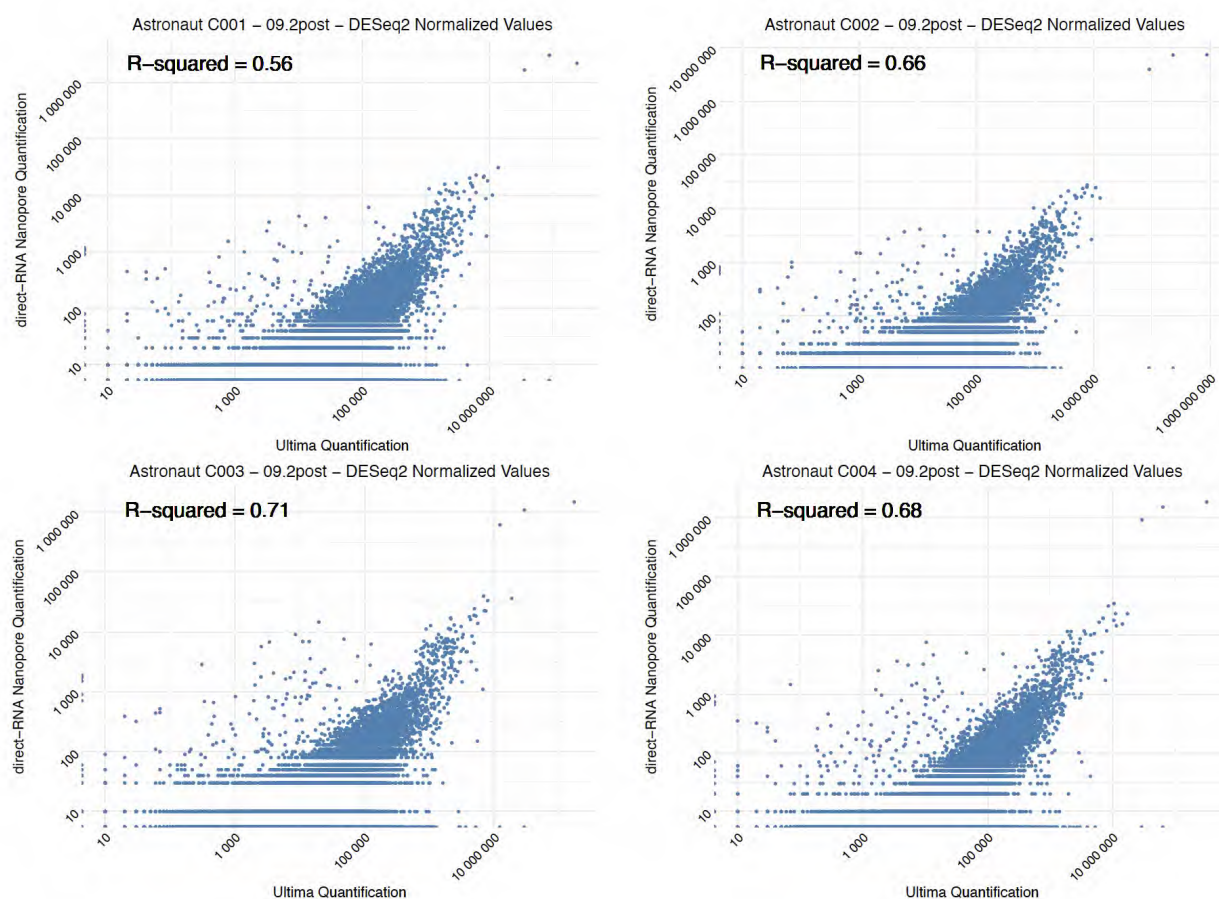 Astronaut C001 − 09.2post − DESeq2 Normalized Values
R−squared = 0.56
direct−RNA Nanopore Quantification
1 000 000
100 000
10 000
1 000
100
10
10
1 000
100 000
10 000 000
Ultima Quantification
Astronaut C002 − 09.2post − DESeq2 Normalized Values
R−squared = 0.66
direct−RNA Nanopore Quantification
10 000 000
1 000 000
100 000
10 000
1 000
100
10
1 000
100 000
10 000 000
1 000 000 000
Ultima Quantification
Astronaut C003 − 09.2post − DESeq2 Normalized Values
R−squared = 0.71
direct−RNA Nanopore Quantification
1 000 000
100 000
10 000
1 000
100
10
10
1 000
100 000
10 000 000
Ultima Quantification
Astronaut C004 − 09.2post − DESeq2 Normalized Values
R−squared = 0.68
direct−RNA Nanopore Quantification
1 000 000
100 000
10 000
1 000
100
10
10
1 000
100 000
10 000 000
Ultima Quantification